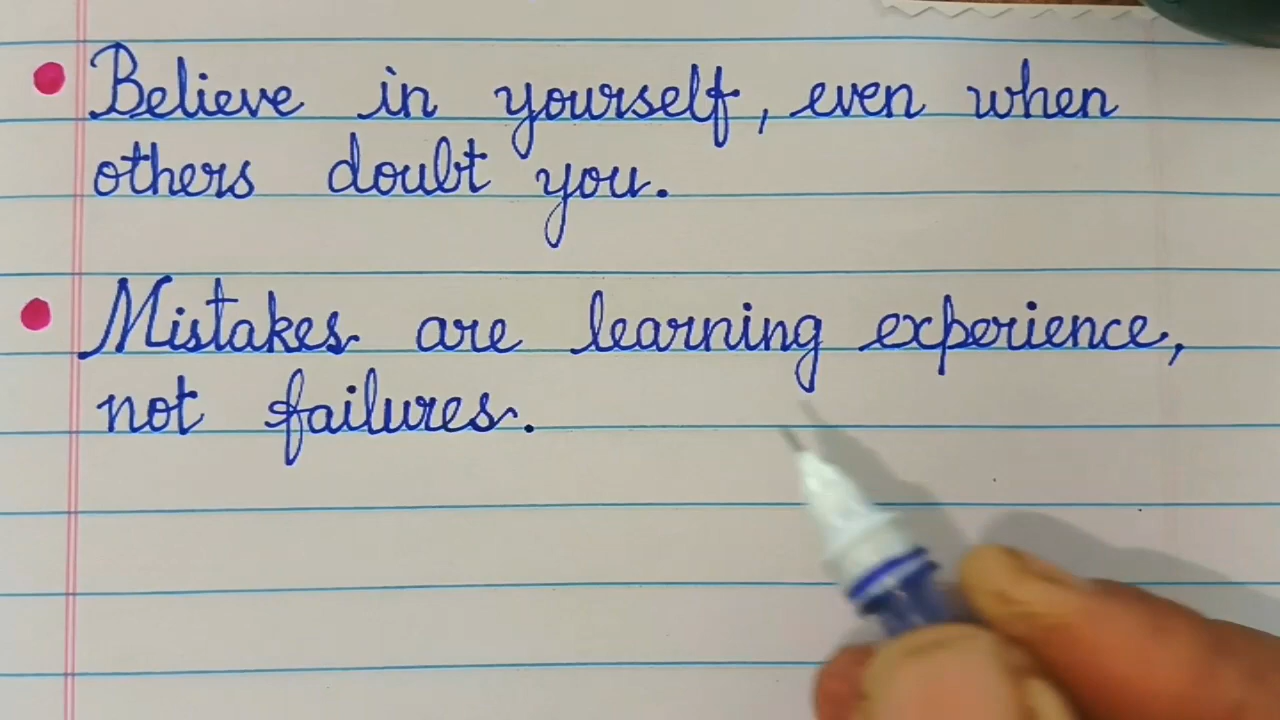 • Believe in yourself, even when
others doubt you.
• Mistakes are learning experience,
not failures.